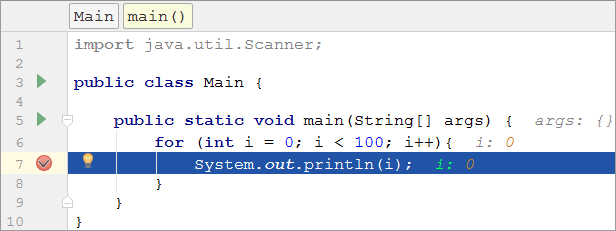 Main main()
1 import java.util.Scanner;
2
3 public class Main {
4
5 public static void main(String[] args) { args: {}
6 for (int i = 0; i < 100; i++){ i: 0
7 System.out.println(i); i: 0
8 }
9 }
10 }